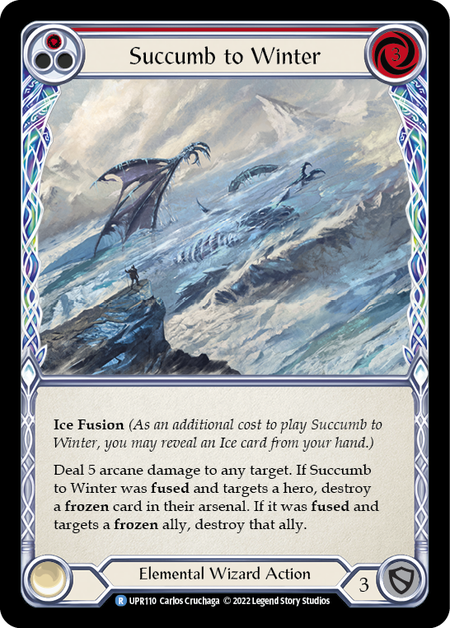 Succumb to Winter
3
Ice Fusion (As an additional cost to play Succumb to
Winter, you may reveal an Ice card from your hand.)
Deal 5 arcane damage to any target. If Succumb
to Winter was fused and targets a hero, destroy
a frozen card in their arsenal. If it was fused and
targets a frozen ally, destroy that ally.
Elemental Wizard Action
3
R UPR110 Carlos Cruchaga © 2022 Legend Story Studios